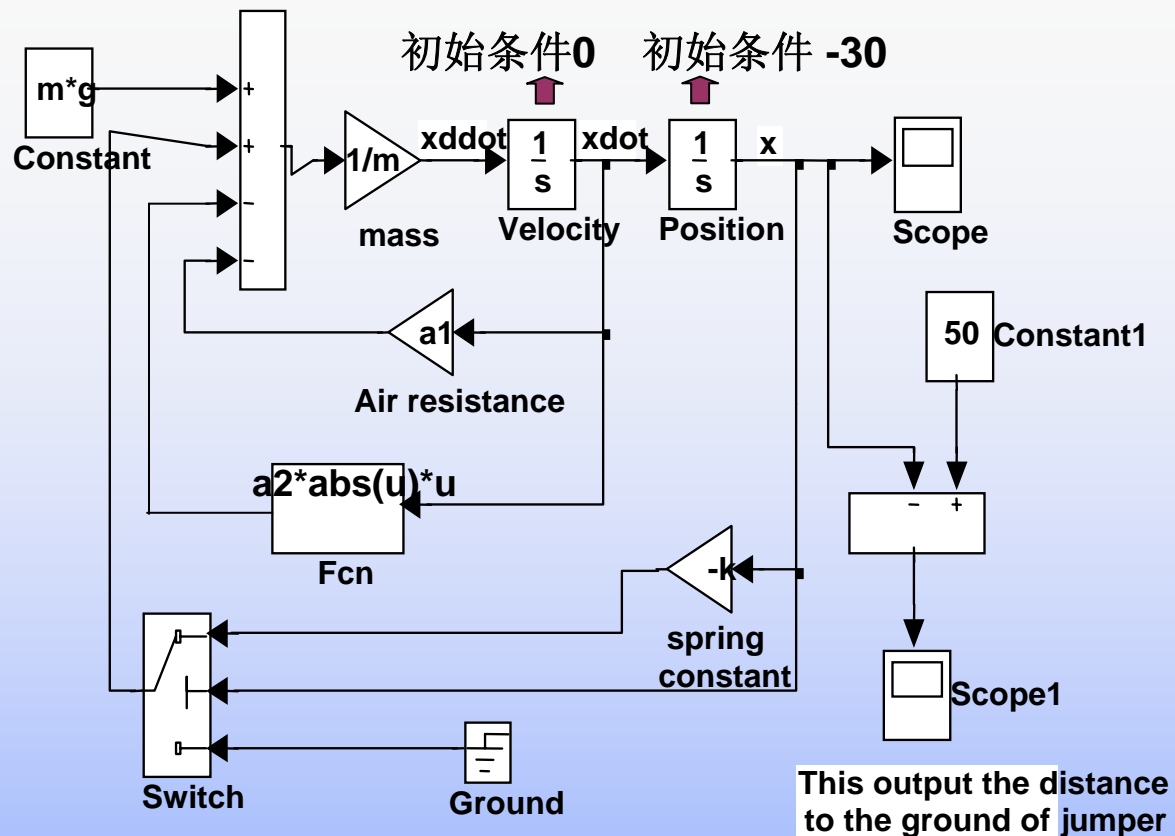 初始条件0
初始条件 -30
m*g
Constant
+
+
-
-
1/m
mass
xddot
1
s
Velocity
xdot
1
s
Position
x
Scope
a1
Air resistance
50
Constant1
a2*abs(u)*u
Fcn
- +
-k
spring
constant
Scope1
Switch
Ground
This output the distance
to the ground of jumper